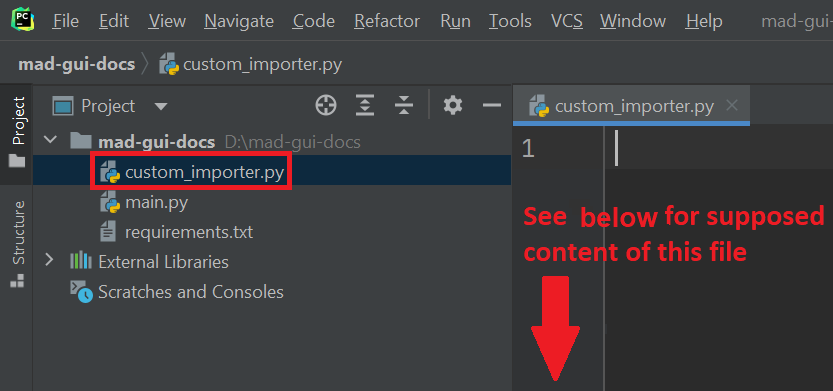 PC File Edit View Navigate Code Refactor Run Tools VCS Window Help mad-gui-
mad-gui-docs custom_importer.py
Project
Project
custom_importer.py
mad-gui-docs D:\mad-gui-docs
1
custom_importer.py
main.py
requirements.txt
External Libraries
Scratches and Consoles
Structure
See below for supposed
content of this file